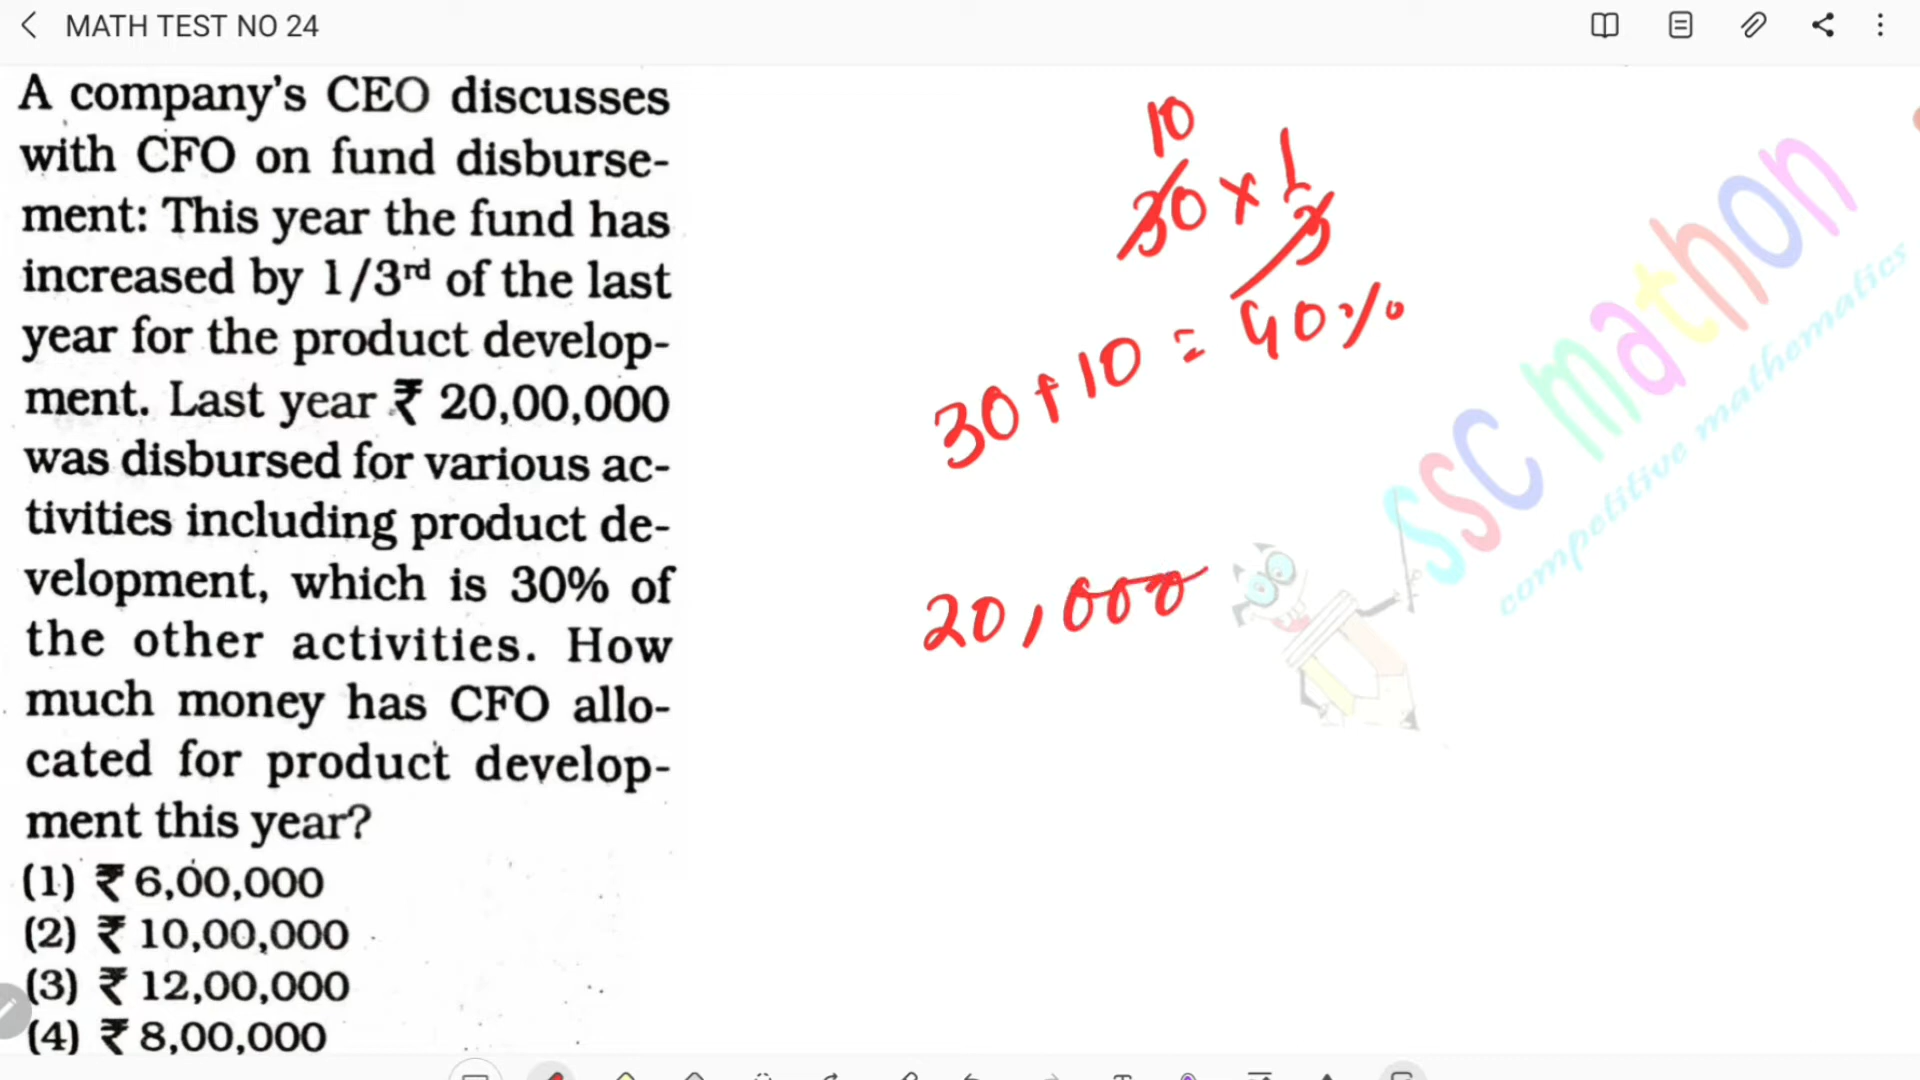 MATH TEST NO 24
A company's CEO discusses
with CFO on fund disburse-
ment: This year the fund has
increased by 1/3rd of the last
year for the product develop-
ment. Last year ₹ 20,00,000
was disbursed for various ac-
tivities including product de-
velopment, which is 30% of
the other activities. How
much money has CFO allo-
cated for product develop-
ment this year?
(1) ₹ 6,00,000
(2) ₹ 10,00,000
(3) ₹ 12,00,000
(4) ₹ 8,00,000
10
30 × 1
3
30 + 10 = 40%
20,000
SSC mathon
competitive mathematics